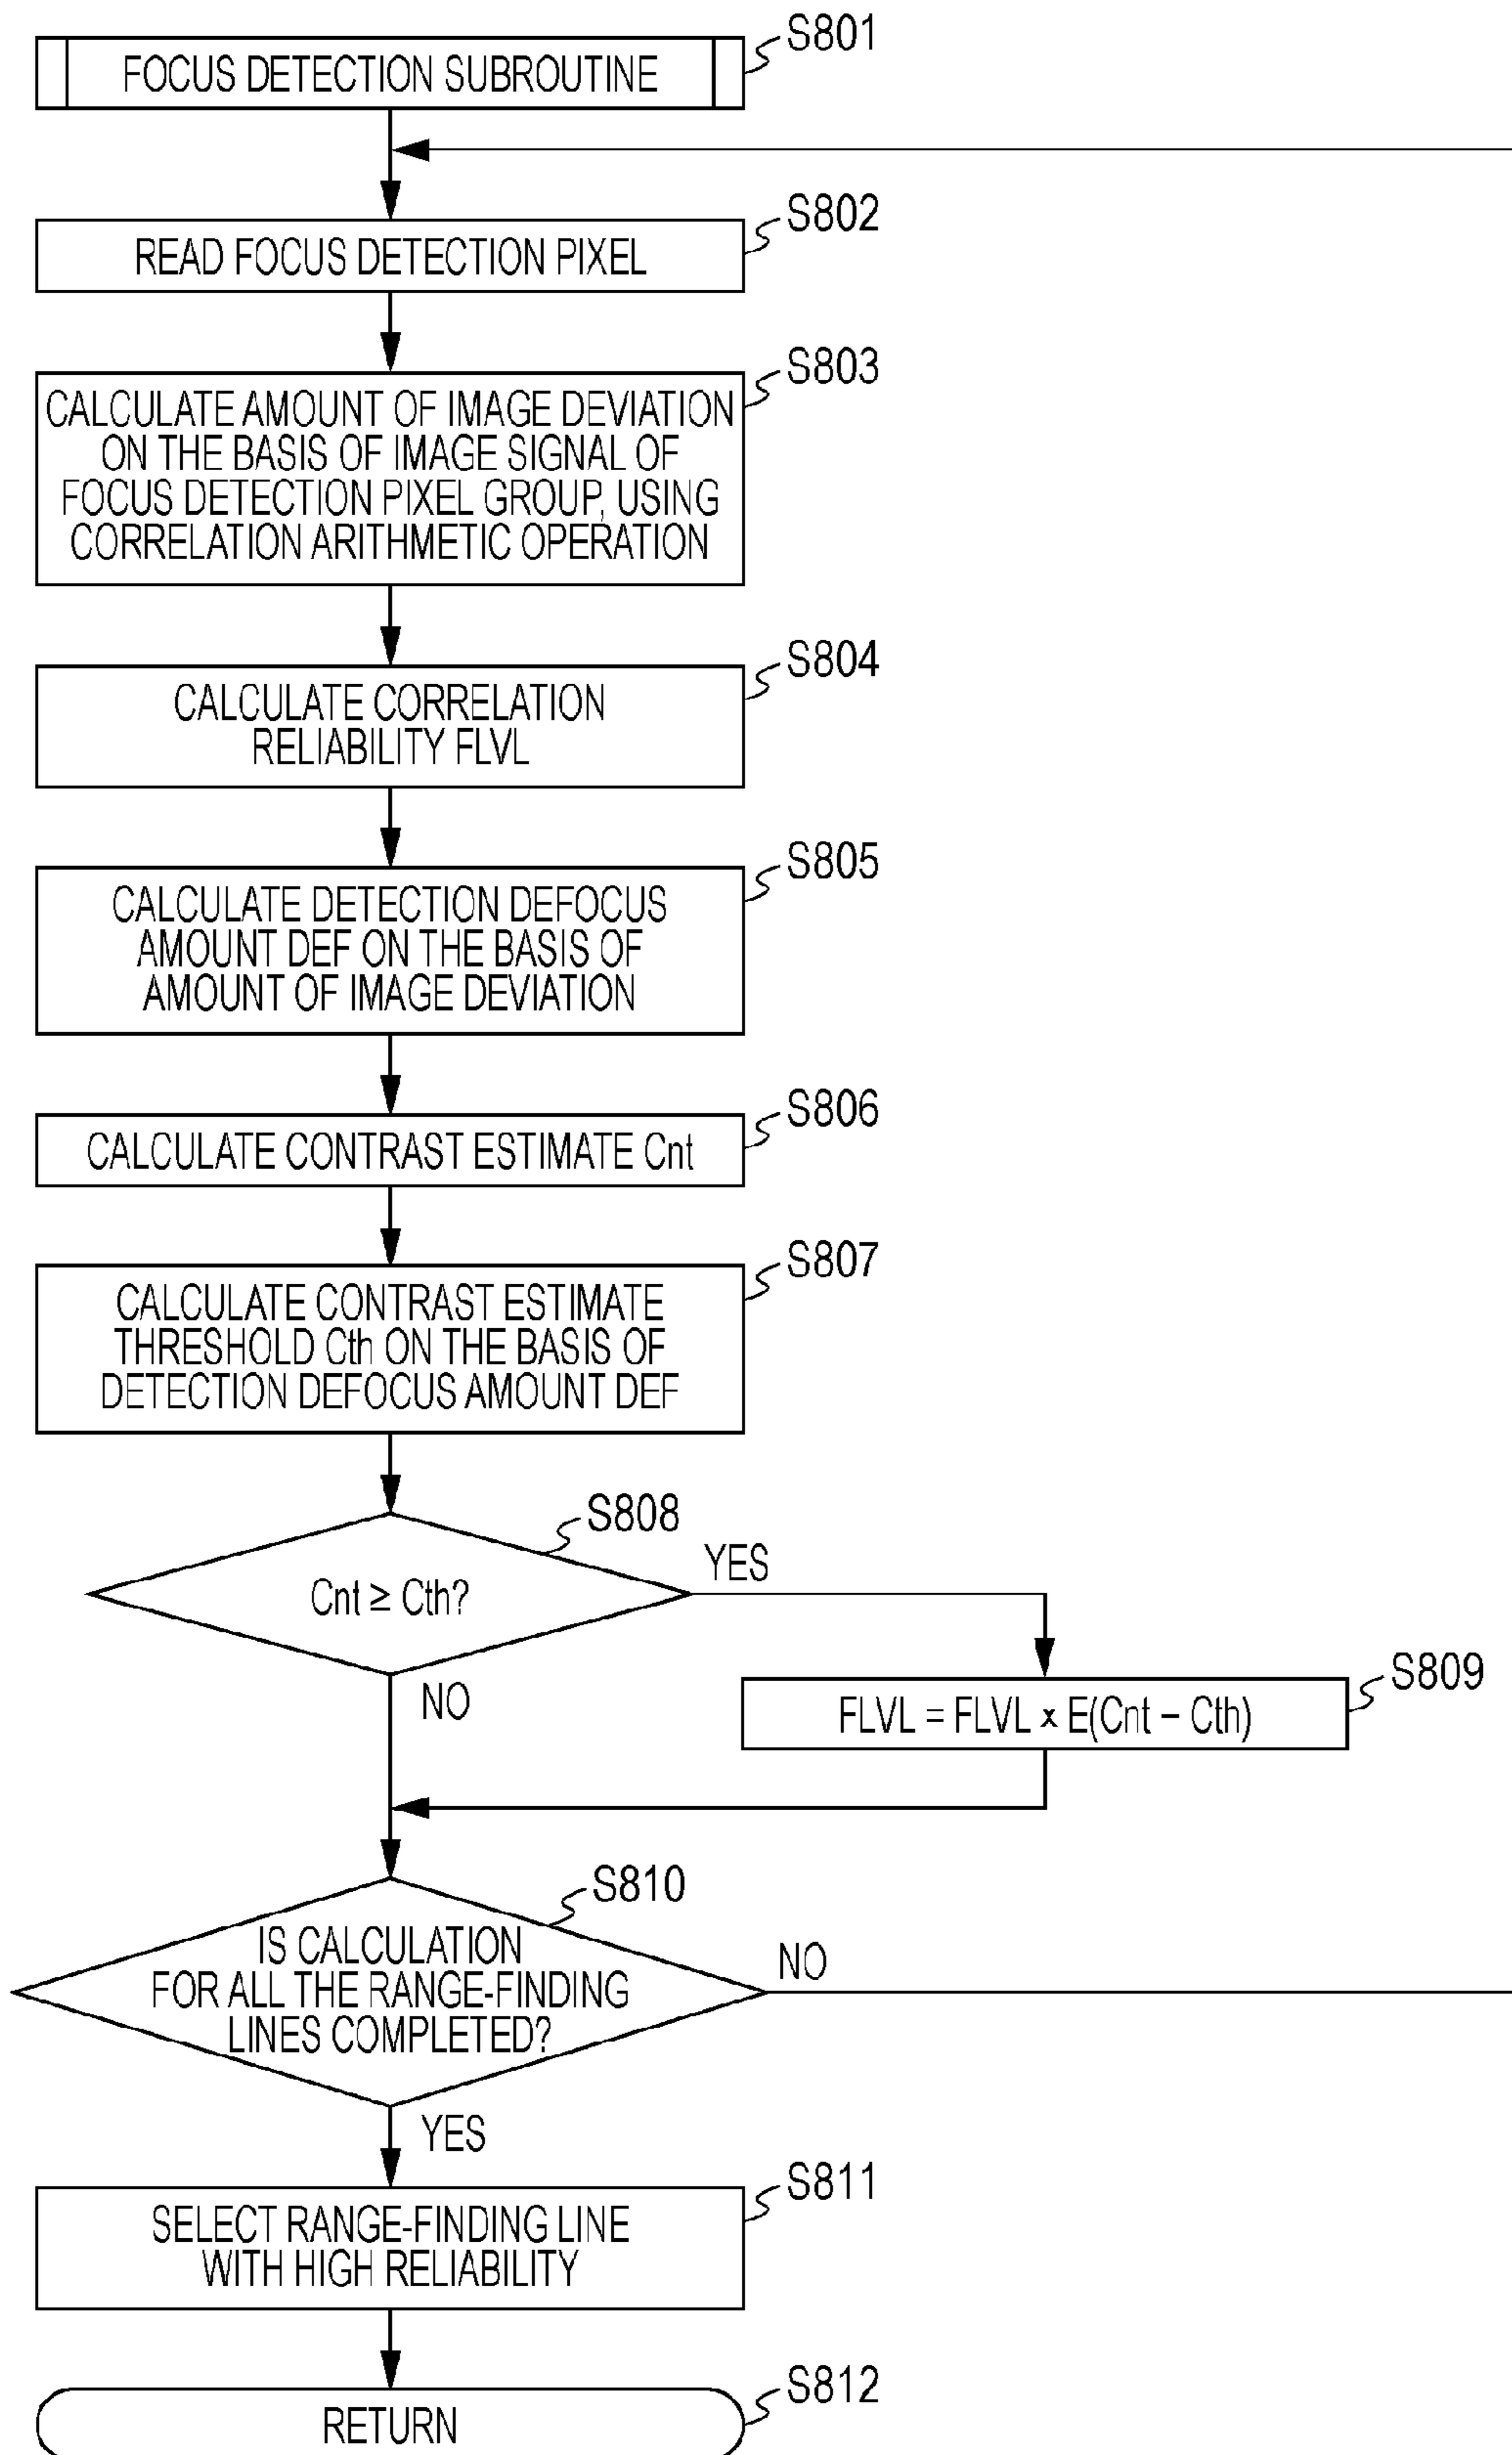 S801
FOCUS DETECTION SUBROUTINE
S802
READ FOCUS DETECTION PIXEL
S803
CALCULATE AMOUNT OF IMAGE DEVIATION
ON THE BASIS OF IMAGE SIGNAL OF
FOCUS DETECTION PIXEL GROUP, USING
CORRELATION ARITHMETIC OPERATION
S804
CALCULATE CORRELATION
RELIABILITY FLVL
S805
CALCULATE DETECTION DEFOCUS
AMOUNT DEF ON THE BASIS OF
AMOUNT OF IMAGE DEVIATION
S806
CALCULATE CONTRAST ESTIMATE Cnt
S807
CALCULATE CONTRAST ESTIMATE
THRESHOLD Cth ON THE BASIS OF
DETECTION DEFOCUS AMOUNT DEF
S808
Cnt ≥ Cth?
YES
NO
S809
FLVL = FLVL x E(Cnt – Cth)
S810
IS CALCULATION
FOR ALL THE RANGE-FINDING
LINES COMPLETED?
NO
YES
S811
SELECT RANGE-FINDING LINE
WITH HIGH RELIABILITY
S812
RETURN